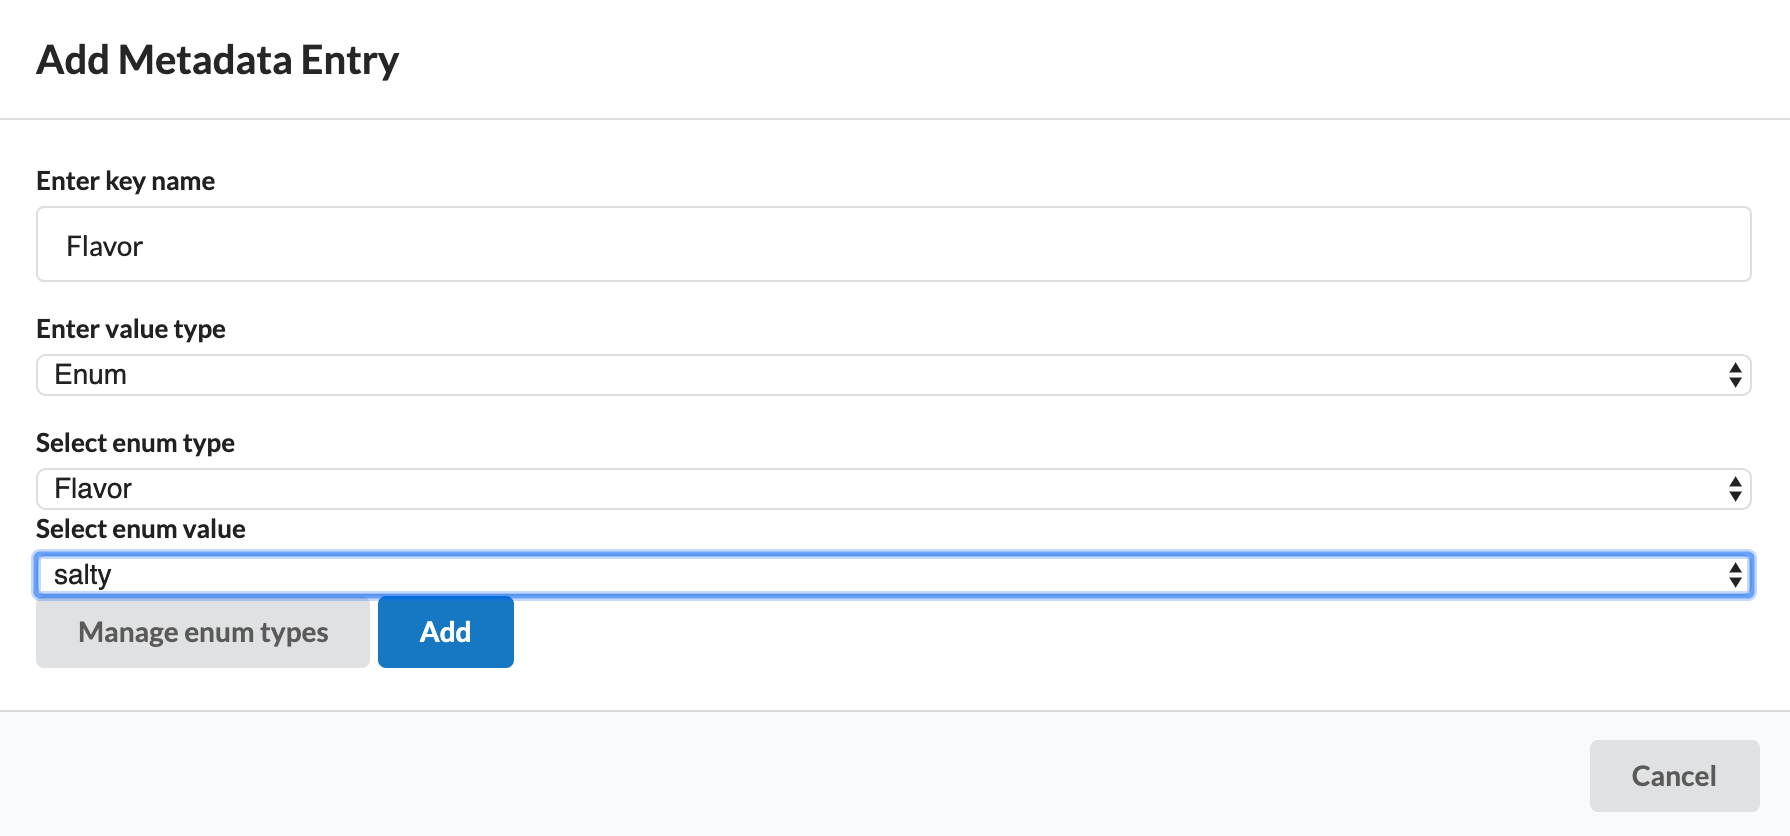 Add Metadata Entry
Enter key name
Flavor
Enter value type
Enum
Select enum type
Flavor
Select enum value
salty
Manage enum types Add
Cancel